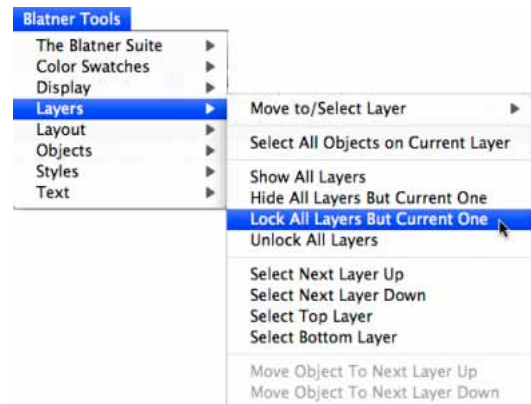 Blatner Tools
The Blatner Suite
Color Swatches
Display
Layers
Layout
Objects
Styles
Text
Move to/Select Layer
Select All Objects on Current Layer
Show All Layers
Hide All Layers But Current One
Lock All Layers But Current One
Unlock All Layers
Select Next Layer Up
Select Next Layer Down
Select Top Layer
Select Bottom Layer
Move Object To Next Layer Up
Move Object To Next Layer Down